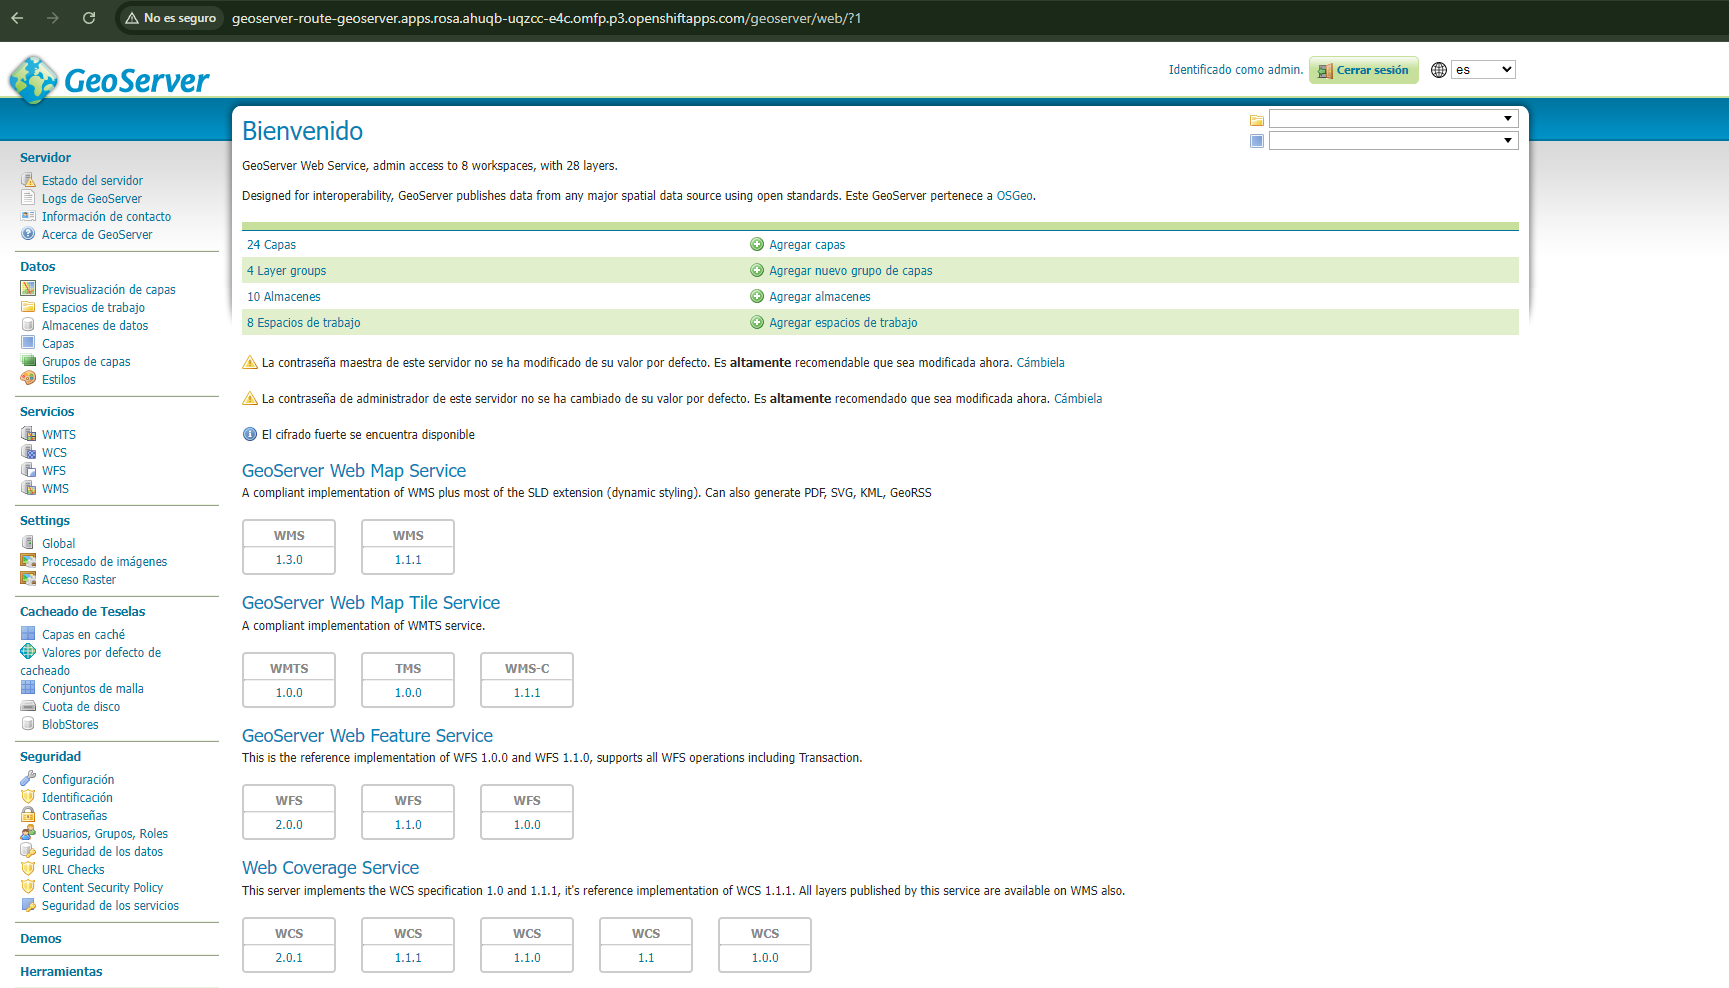 No es seguro
geoserver-route-geoserver.apps.rosa.ahuqb-uqzcc-e4c.omfp.p3.openshiftapps.com/geoserver/web/?1
GeoServer
Identificado como admin.
Cerrar sesión
es
Servidor
Estado del servidor
Logs de GeoServer
Información de contacto
Acerca de GeoServer
Datos
Previsualización de capas
Espacios de trabajo
Almacenes de datos
Capas
Grupos de capas
Estilos
Servicios
WMTS
WCS
WFS
WMS
Settings
Global
Procesado de imágenes
Acceso Raster
Cacheado de Teselas
Capas en caché
Valores por defecto de
cacheado
Conjuntos de malla
Cuota de disco
BlobStores
Seguridad
Configuración
Identificación
Contraseñas
Usuarios, Grupos, Roles
Seguridad de los datos
URL Checks
Content Security Policy
Seguridad de los servicios
Demos
Herramientas
Bienvenido
GeoServer Web Service, admin access to 8 workspaces, with 28 layers.
Designed for interoperability, GeoServer publishes data from any major spatial data source using open standards. Este GeoServer pertenece a OSGeo.
24 Capas
Agregar capas
4 Layer groups
Agregar nuevo grupo de capas
10 Almacenes
Agregar almacenes
8 Espacios de trabajo
Agregar espacios de trabajo
La contraseña maestra de este servidor no se ha modificado de su valor por defecto. Es altamente recomendable que sea modificada ahora. Cámbiela
La contraseña de administrador de este servidor no se ha cambiado de su valor por defecto. Es altamente recomendado que sea modificada ahora. Cámbiela
El cifrado fuerte se encuentra disponible
GeoServer Web Map Service
A compliant implementation of WMS plus most of the SLD extension (dynamic styling). Can also generate PDF, SVG, KML, GeoRSS
WMS
1.3.0
WMS
1.1.1
GeoServer Web Map Tile Service
A compliant implementation of WMTS service.
WMTS
1.0.0
TMS
1.0.0
WMS-C
1.1.1
GeoServer Web Feature Service
This is the reference implementation of WFS 1.0.0 and WFS 1.1.0, supports all WFS operations including Transaction.
WFS
2.0.0
WFS
1.1.0
WFS
1.0.0
Web Coverage Service
This server implements the WCS specification 1.0 and 1.1.1, it's reference implementation of WCS 1.1.1. All layers published by this service are available on WMS also.
WCS
2.0.1
WCS
1.1.1
WCS
1.1.0
WCS
1.1
WCS
1.0.0